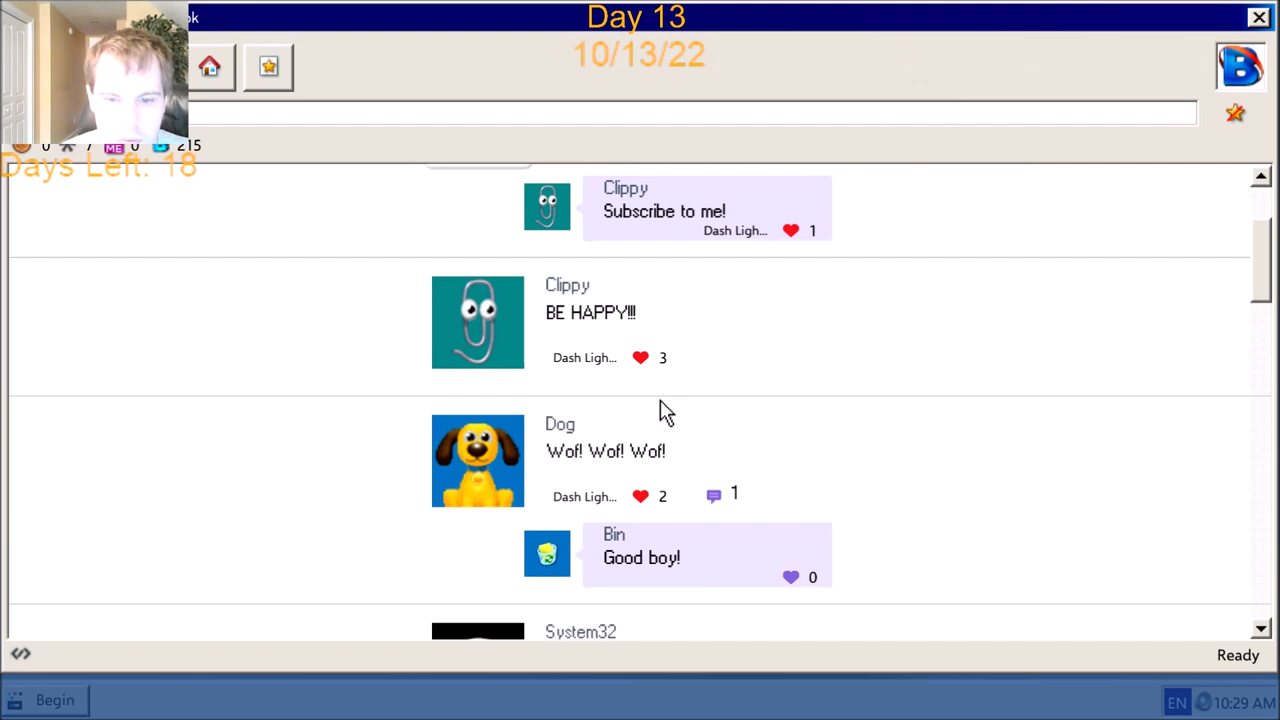 ok
Day 13
10/13/22
0 7 ME 0 215
Days Left: 18
Clippy
Subscribe to me!
Dash Ligh... 1
Clippy
BE HAPPY!!!
Dash Ligh... 3
Dog
Wof! Wof! Wof!
Dash Ligh... 2 1
Bin
Good boy!
0
System32
Ready
Begin
EN 10:29 AM